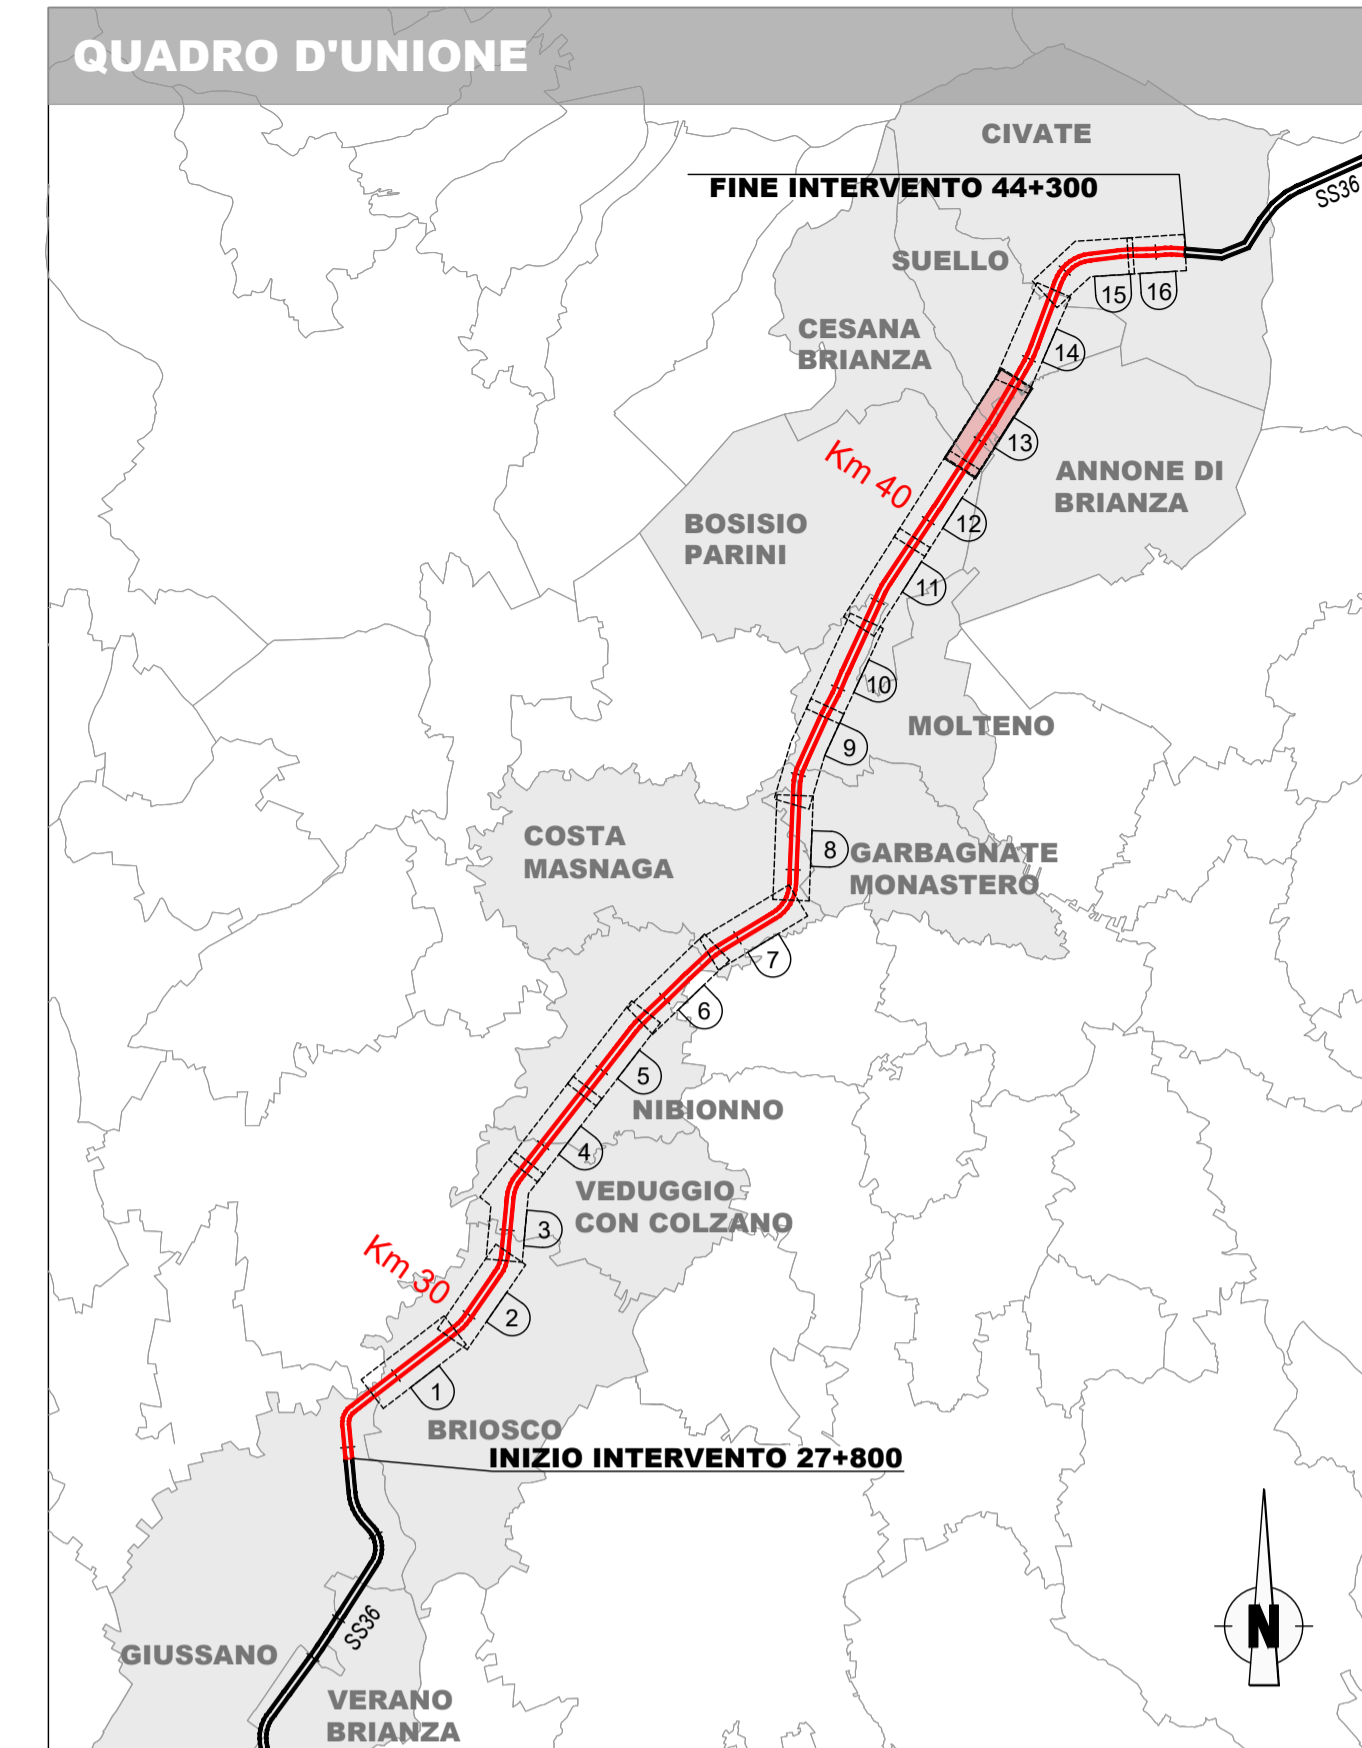 QUADRO D'UNIONE
CIVATE
FINE INTERVENTO 44+300
SS36
SUELLO
15
16
CESANA
BRIANZA
14
13
Km 40
ANNONE DI
BRIANZA
BOSISIO
PARINI
12
11
10
MOLTENO
9
COSTA
MASNAGA
8
GARBAGNATE
MONASTERO
7
6
5
NIBIONNO
4
VEDUGGIO
CON COLZANO
3
Km 30
2
1
BRIOSCO
INIZIO INTERVENTO 27+800
SS36
GIUSSANO
VERANO
BRIANZA
N